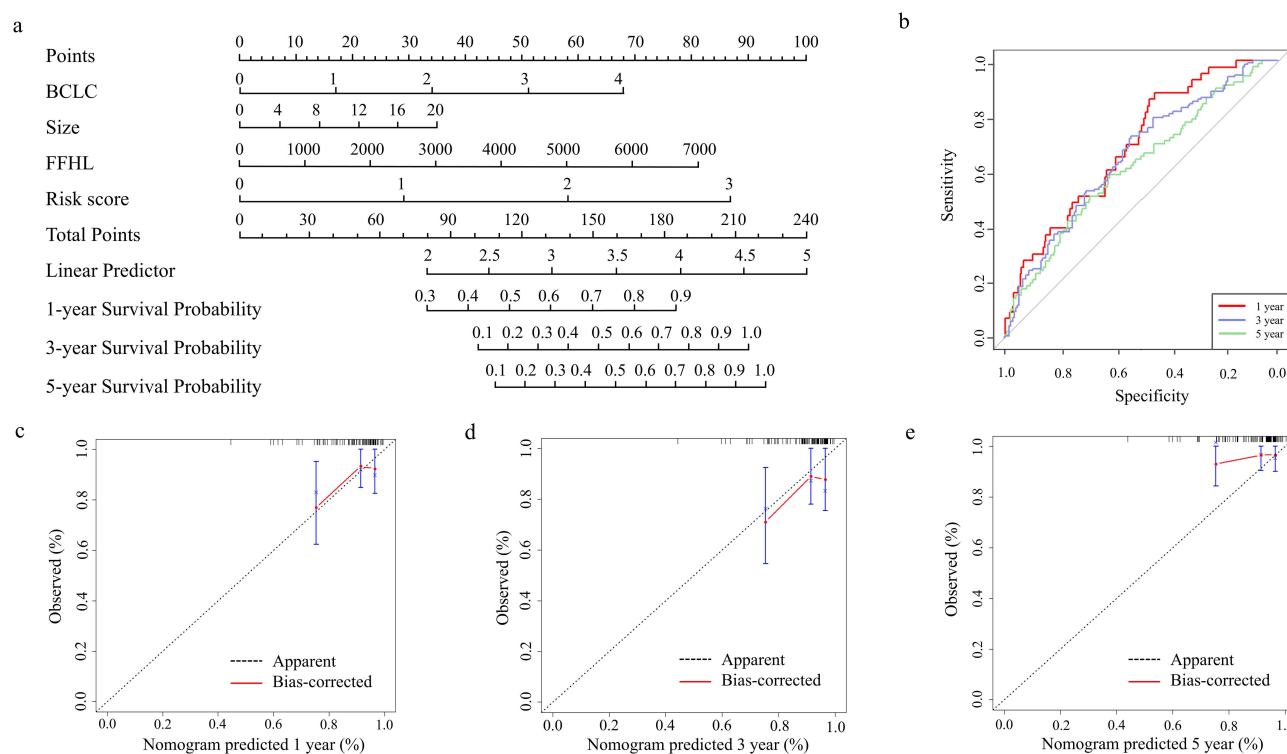 a
Points
0 10 20 30 40 50 60 70 80 90 100
BCLC
0 1 2 3 4
Size
0 4 8 12 16 20
FFHL
0 1000 2000 3000 4000 5000 6000 7000
Risk score
0 1 2 3
Total Points
0 30 60 90 120 150 180 210 240
Linear Predictor
2 2.5 3 3.5 4 4.5 5
1-year Survival Probability
0.3 0.4 0.5 0.6 0.7 0.8 0.9
3-year Survival Probability
0.1 0.2 0.3 0.4 0.5 0.6 0.7 0.8 0.9 1.0
5-year Survival Probability
0.1 0.2 0.3 0.4 0.5 0.6 0.7 0.8 0.9 1.0
b
Sensitivity
1.0
0.8
0.6
0.4
0.2
0.0
1 year
3 year
5 year
1.0 0.8 0.6 0.4 0.2 0.0
Specificity
c
Observed (%)
1.0
0.8
0.6
0.4
0.2
0.0
Apparent
Bias-corrected
0.0 0.2 0.4 0.6 0.8 1.0
Nomogram predicted 1 year (%)
d
Observed (%)
1.0
0.8
0.6
0.4
0.2
0.0
Apparent
Bias-corrected
0.0 0.2 0.4 0.6 0.8 1.0
Nomogram predicted 3 year (%)
e
Observed (%)
1.0
0.8
0.6
0.4
0.2
0.0
Apparent
Bias-corrected
0.0 0.2 0.4 0.6 0.8 1.0
Nomogram predicted 5 year (%)